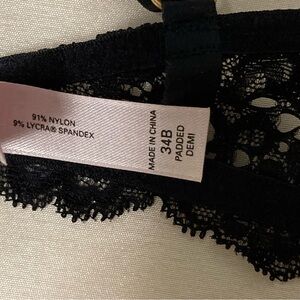 91% NYLON
9% LYCRA® SPANDEX
MADE IN CHINA
34B
PADDED
DEMI